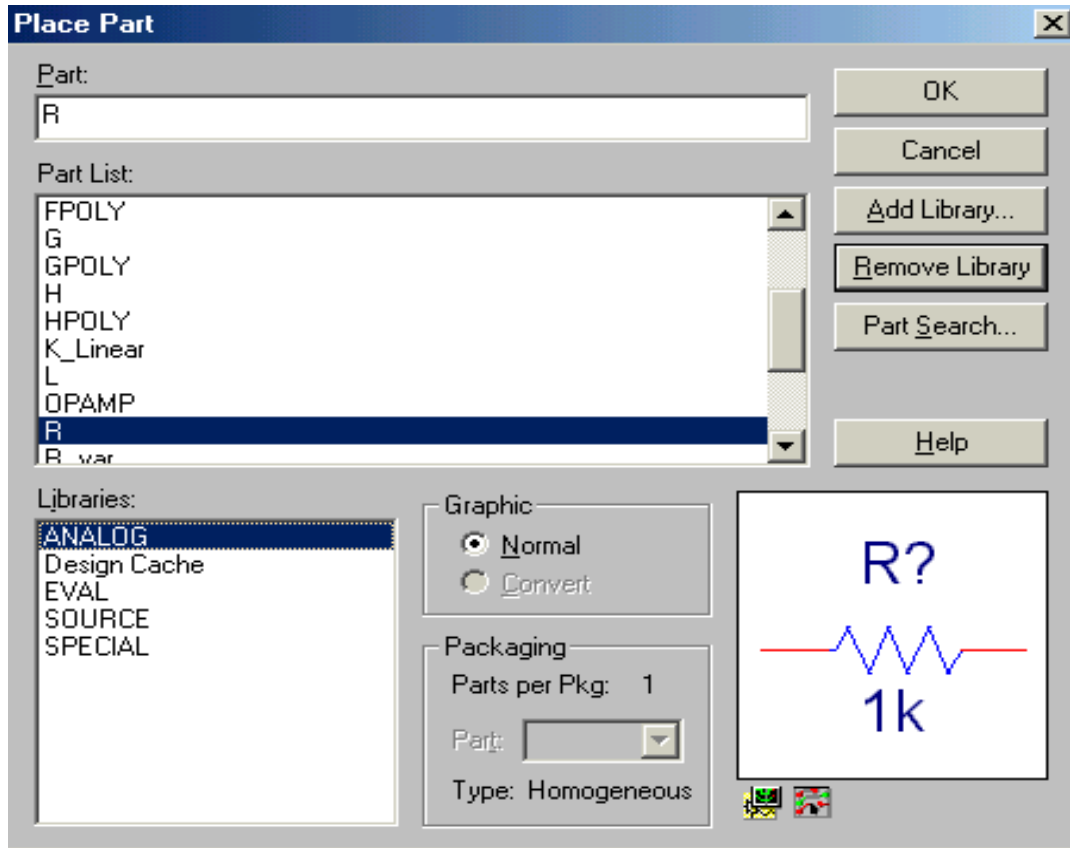 Place Part
Part:
R
Part List:
FPOLY
G
GPOLY
H
HPOLY
K_Linear
L
OPAMP
R
R_var
OK
Cancel
Add Library...
Remove Library
Part Search...
Help
Libraries:
ANALOG
Design Cache
EVAL
SOURCE
SPECIAL
Graphic
Normal
Convert
Packaging
Parts per Pkg: 1
Part:
Type: Homogeneous
R?
1k